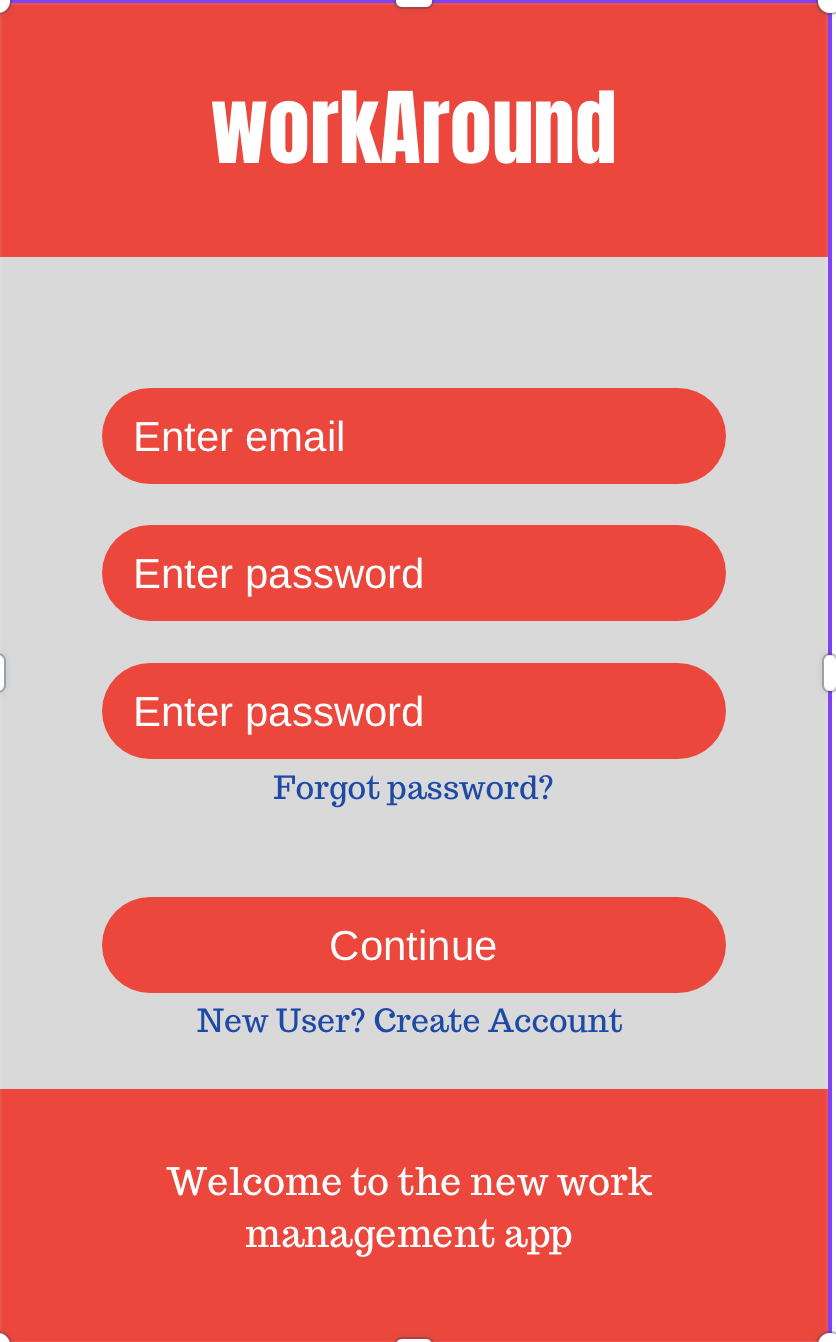 workAround
Enter email
Enter password
Enter password
Forgot password?
Continue
New User? Create Account
Welcome to the new work
management app